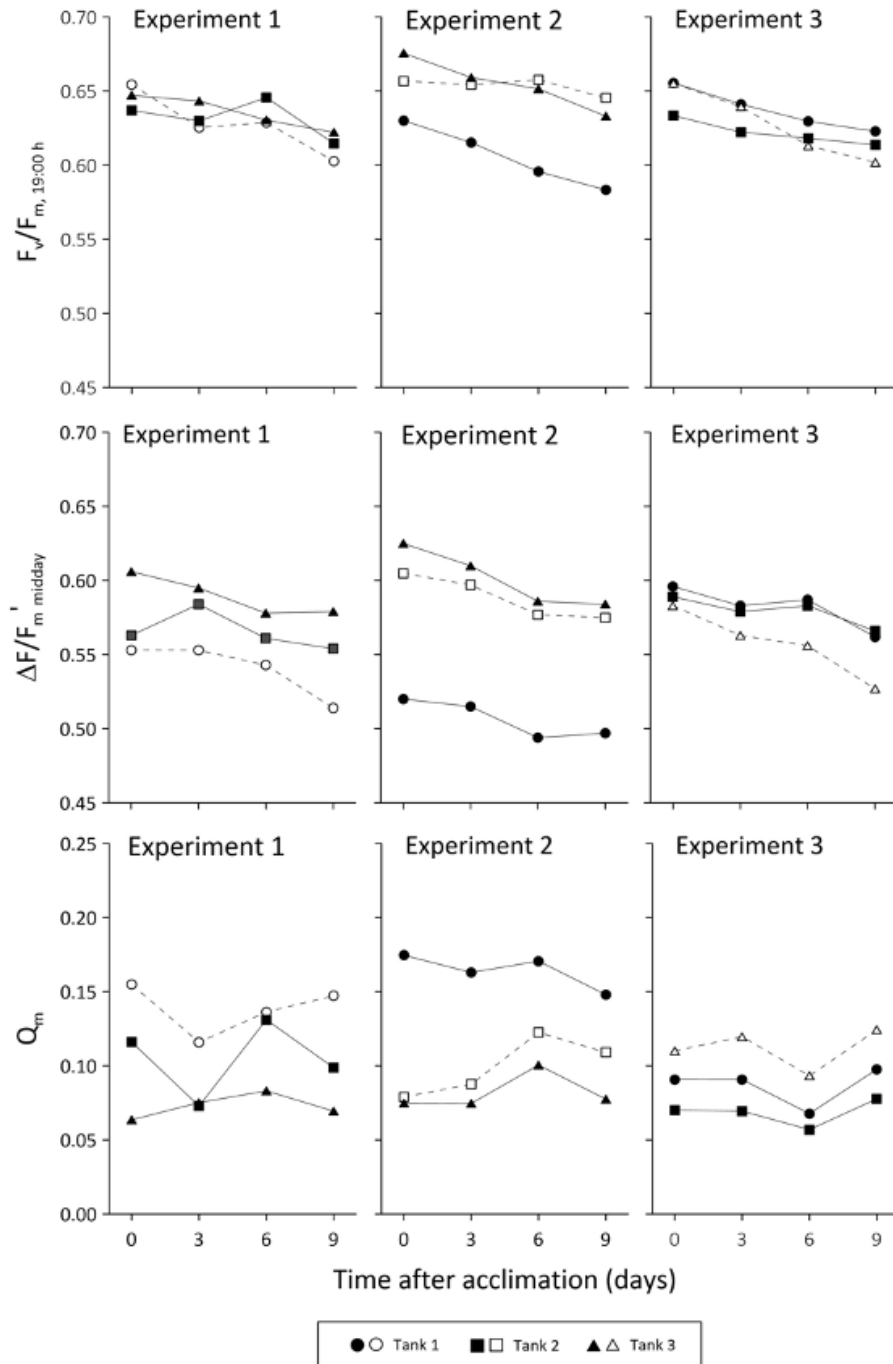 Experiment 1 Experiment 2 Experiment 3
0.70
0.65
0.60
0.55
0.50
0.45
Fv/Fm, 19:00 h
Experiment 1 Experiment 2 Experiment 3
0.70
0.65
0.60
0.55
0.50
0.45
ΔF/Fm' midday
Experiment 1 Experiment 2 Experiment 3
0.25
0.20
0.15
0.10
0.05
0.00
Qm
0 3 6 9 0 3 6 9 0 3 6 9
Time after acclimation (days)
Tank 1 Tank 2 Tank 3